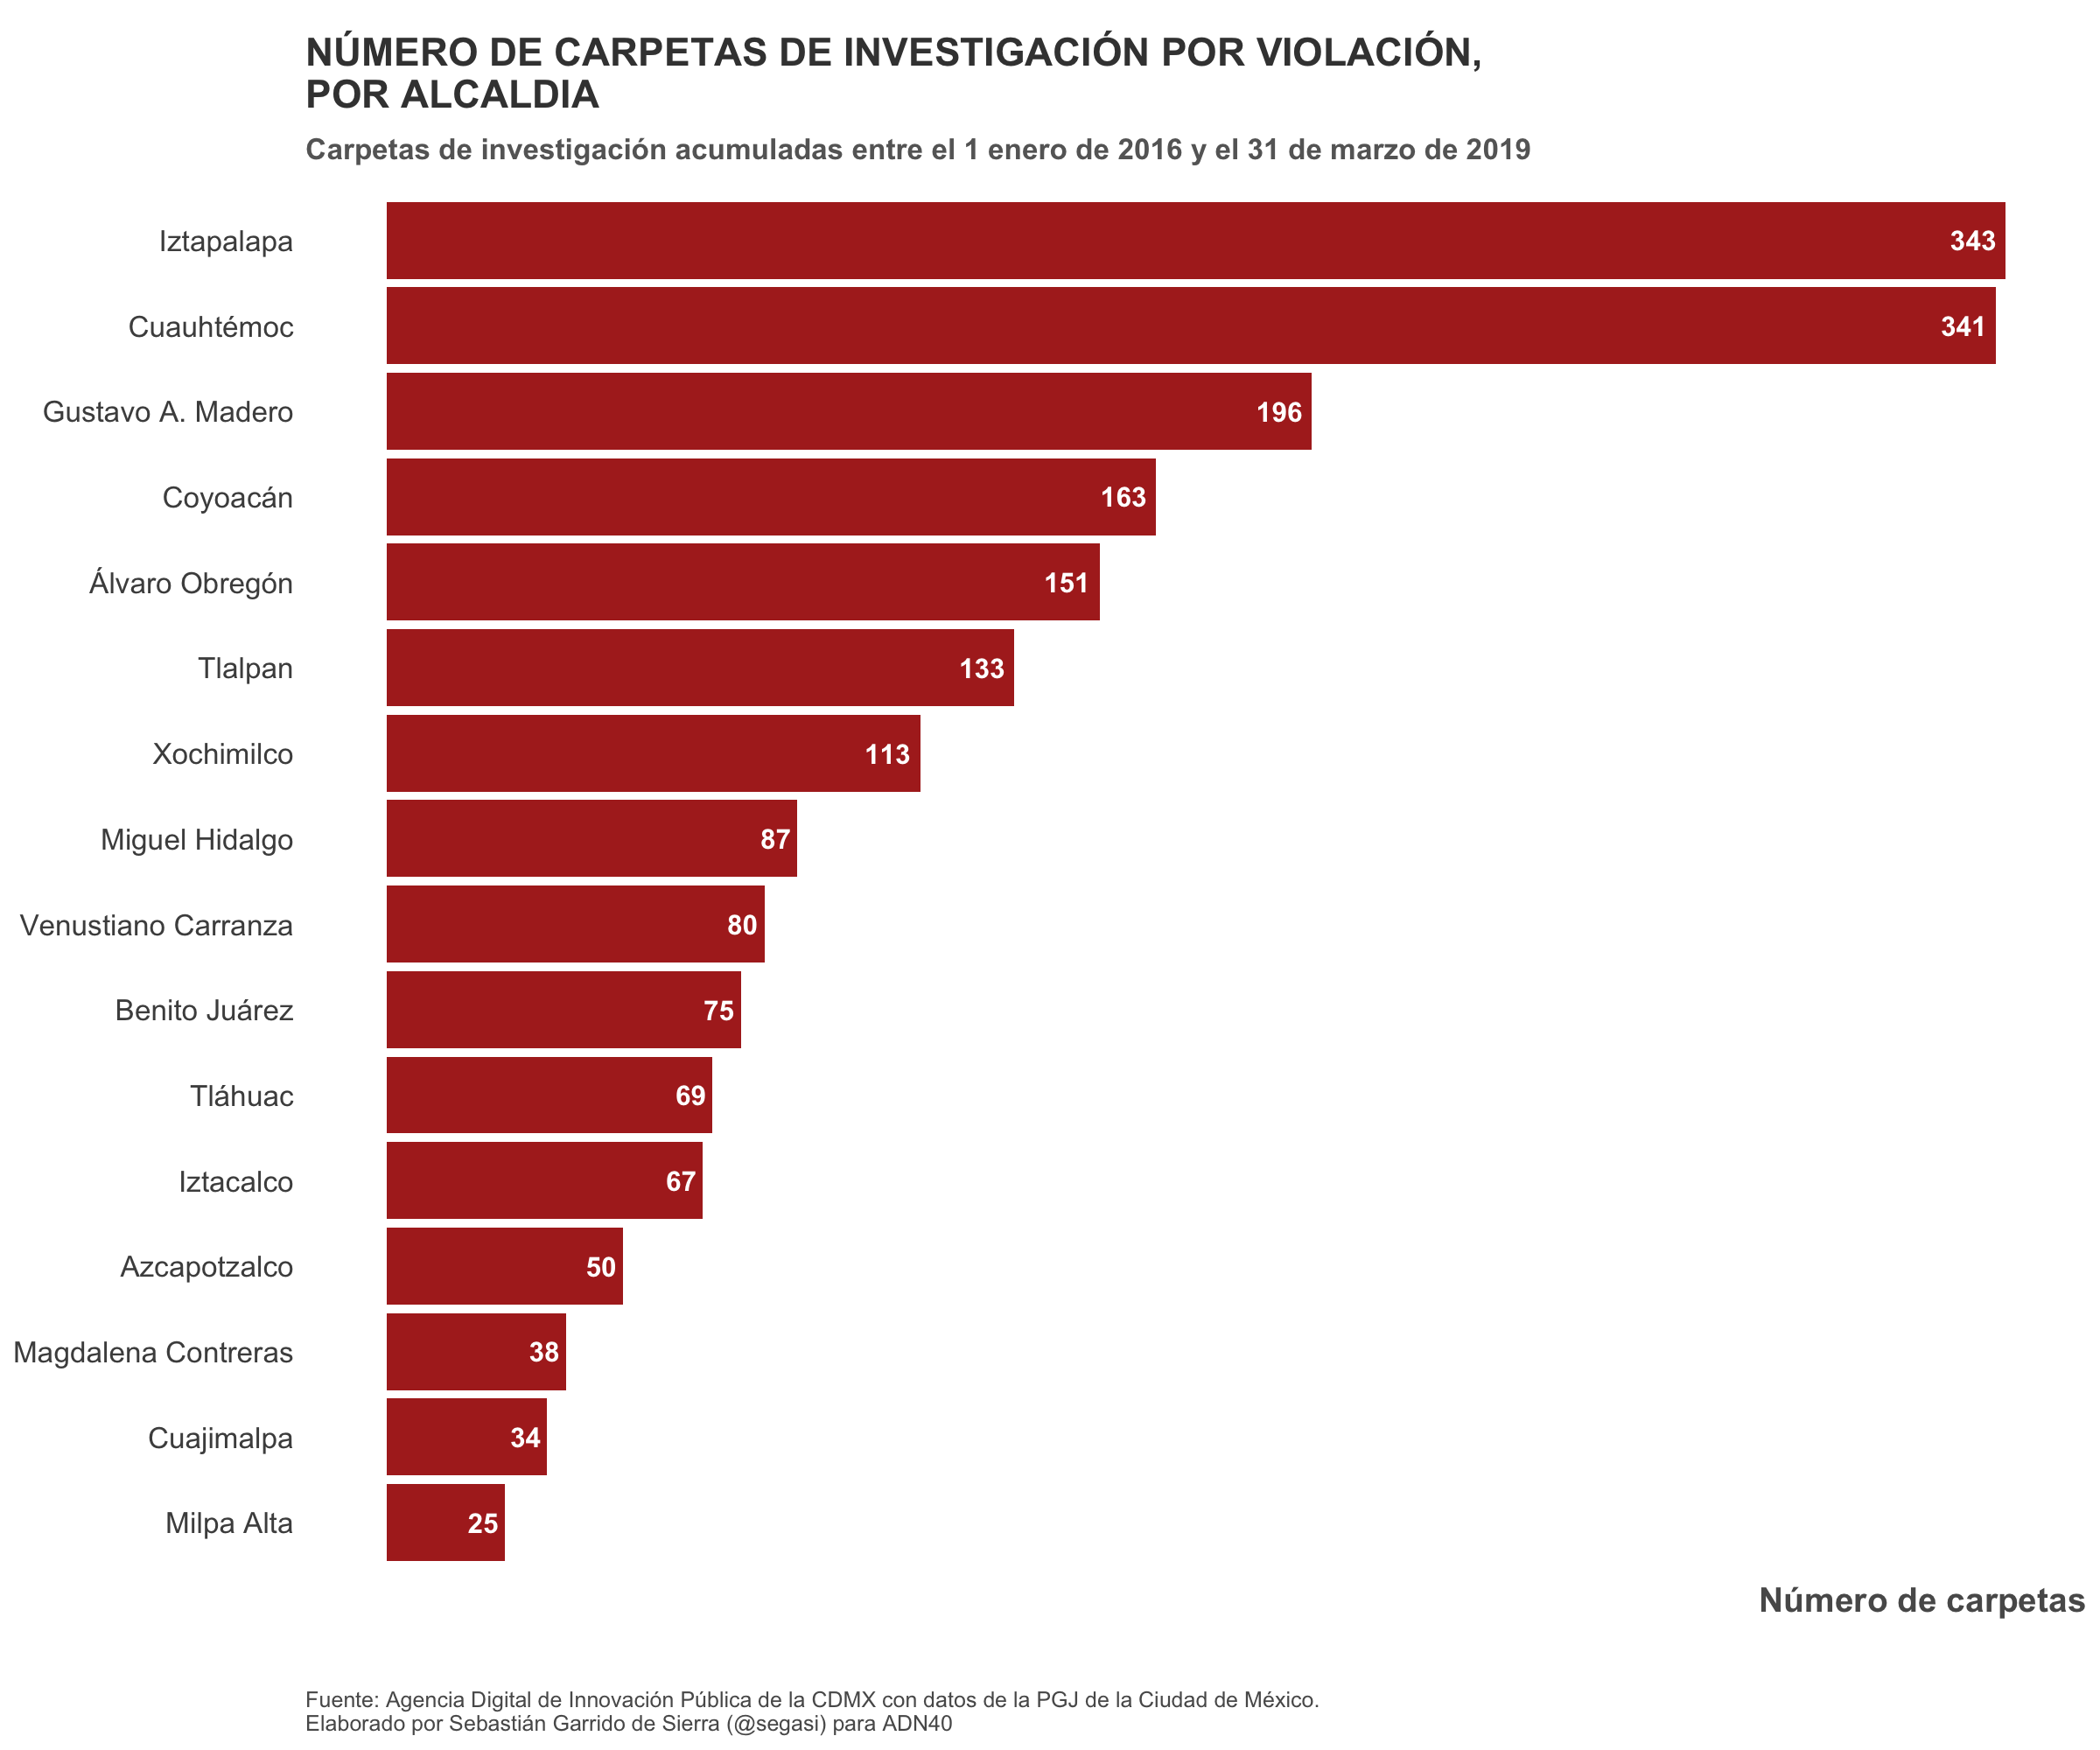 NÚMERO DE CARPETAS DE INVESTIGACIÓN POR VIOLACIÓN,
POR ALCALDIA
Carpetas de investigación acumuladas entre el 1 enero de 2016 y el 31 de marzo de 2019
Iztapalapa 343
Cuauhtémoc 341
Gustavo A. Madero 196
Coyoacán 163
Álvaro Obregón 151
Tlalpan 133
Xochimilco 113
Miguel Hidalgo 87
Venustiano Carranza 80
Benito Juárez 75
Tláhuac 69
Iztacalco 67
Azcapotzalco 50
Magdalena Contreras 38
Cuajimalpa 34
Milpa Alta 25
Número de carpetas
Fuente: Agencia Digital de Innovación Pública de la CDMX con datos de la PGJ de la Ciudad de México.
Elaborado por Sebastián Garrido de Sierra (@segasi) para ADN40